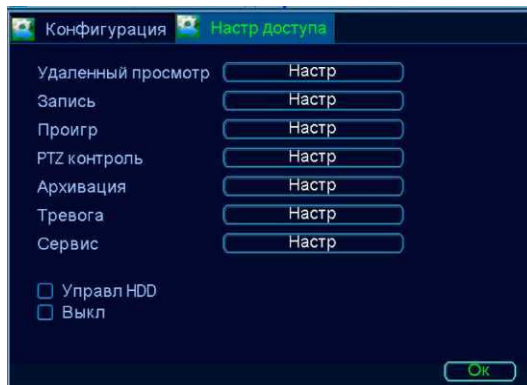 Конфигурация Настр доступа
Удаленный просмотр Настр
Запись Настр
Проигр Настр
PTZ контроль Настр
Архивация Настр
Тревога Настр
Сервис Настр
Управл HDD
Выкл
Ок